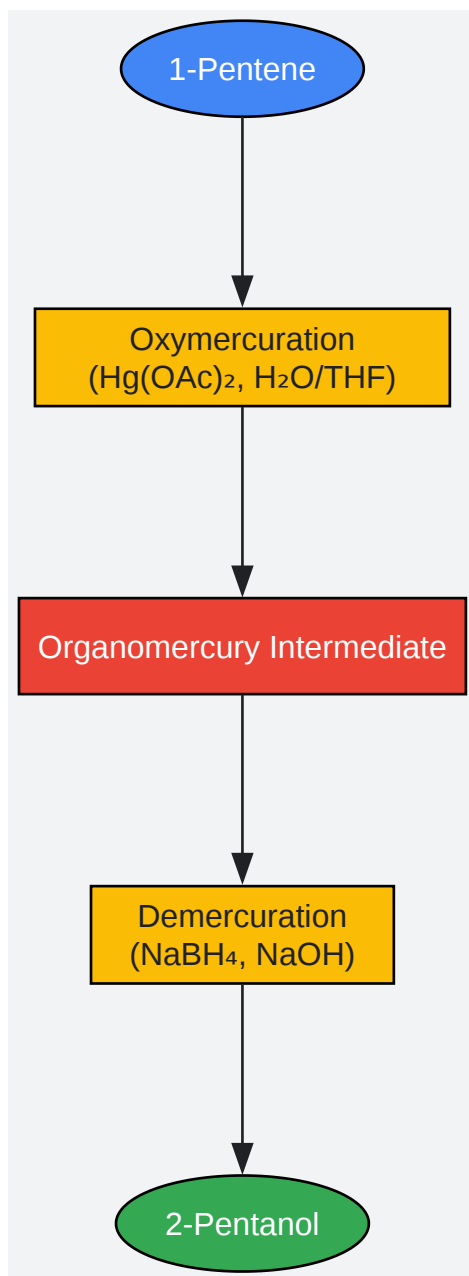 1-Pentene
Oxymercuration
(Hg(OAc)₂, H₂O/THF)
Organomercury Intermediate
Demercuration
(NaBH₄, NaOH)
2-Pentanol